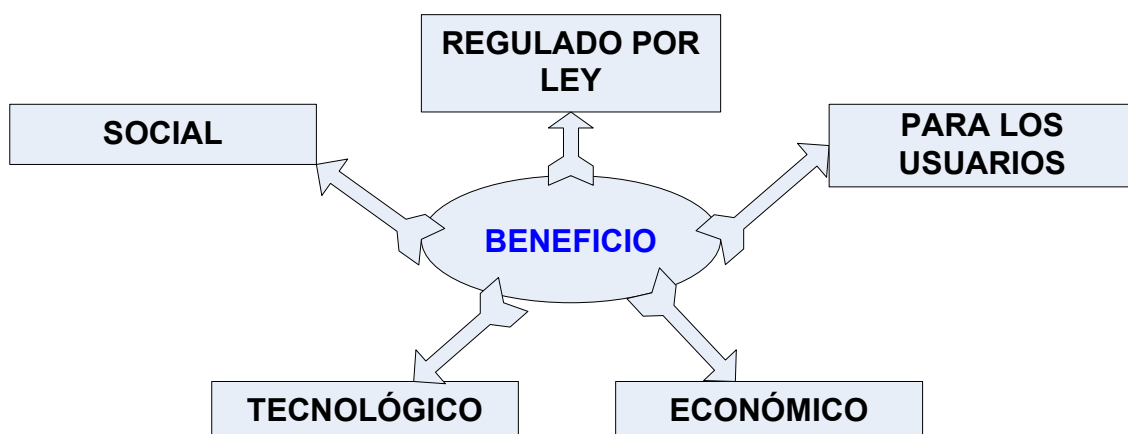 REGULADO POR
LEY
SOCIAL
PARA LOS
USUARIOS
BENEFICIO
TECNOLÓGICO
ECONÓMICO